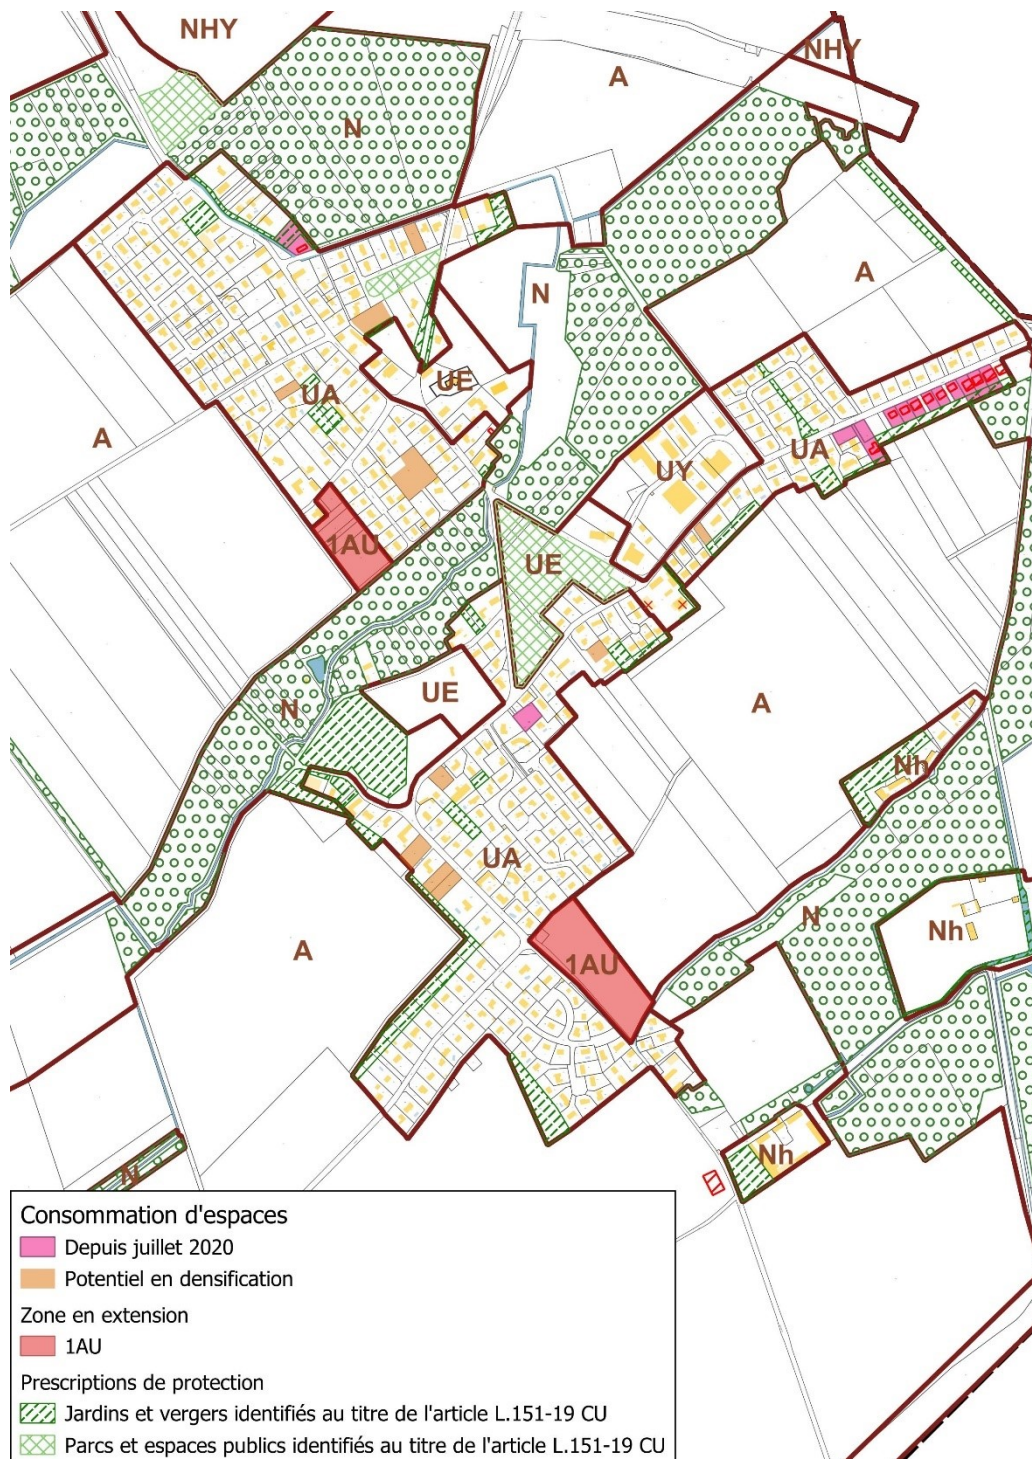 NHY
NHY
A
N
A
N
UE
UA
A
UA
UY
1AU
UE
UE
N
A
Nh
UA
N
Nh
A
1AU
Nh
N
Consommation d'espaces
Depuis juillet 2020
Potentiel en densification
Zone en extension
1AU
Prescriptions de protection
Jardins et vergers identifiés au titre de l'article L.151-19 CU
Parcs et espaces publics identifiés au titre de l'article L.151-19 CU